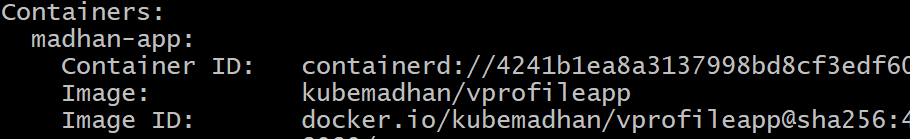 Containers:
madhan-app:
Container ID: containerd://4241b1ea8a3137998bd8cf3edf60
Image: kubemadhan/vprofileapp
Image ID: docker.io/kubemadhan/vprofileapp@sha256:4